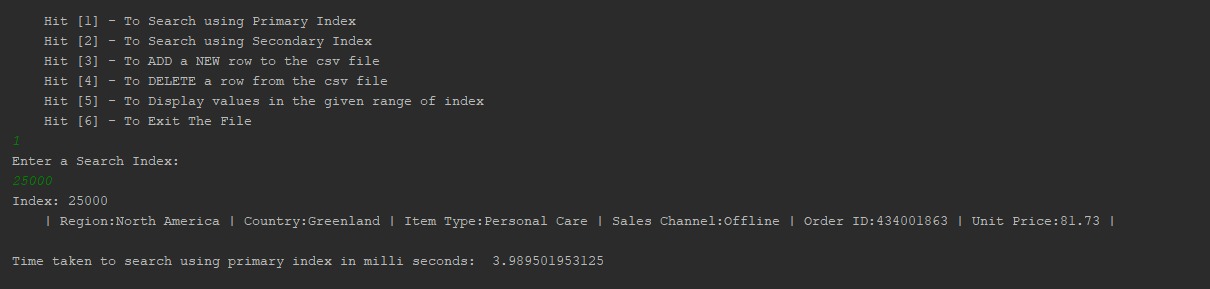 Hit [1] - To Search using Primary Index
Hit [2] - To Search using Secondary Index
Hit [3] - To ADD a NEW row to the csv file
Hit [4] - To DELETE a row from the csv file
Hit [5] - To Display values in the given range of index
Hit [6] - To Exit The File
1
Enter a Search Index:
25000
Index: 25000
| Region:North America | Country:Greenland | Item Type:Personal Care | Sales Channel:Offline | Order ID:434001863 | Unit Price:81.73 |
Time taken to search using primary index in milli seconds:  3.989501953125